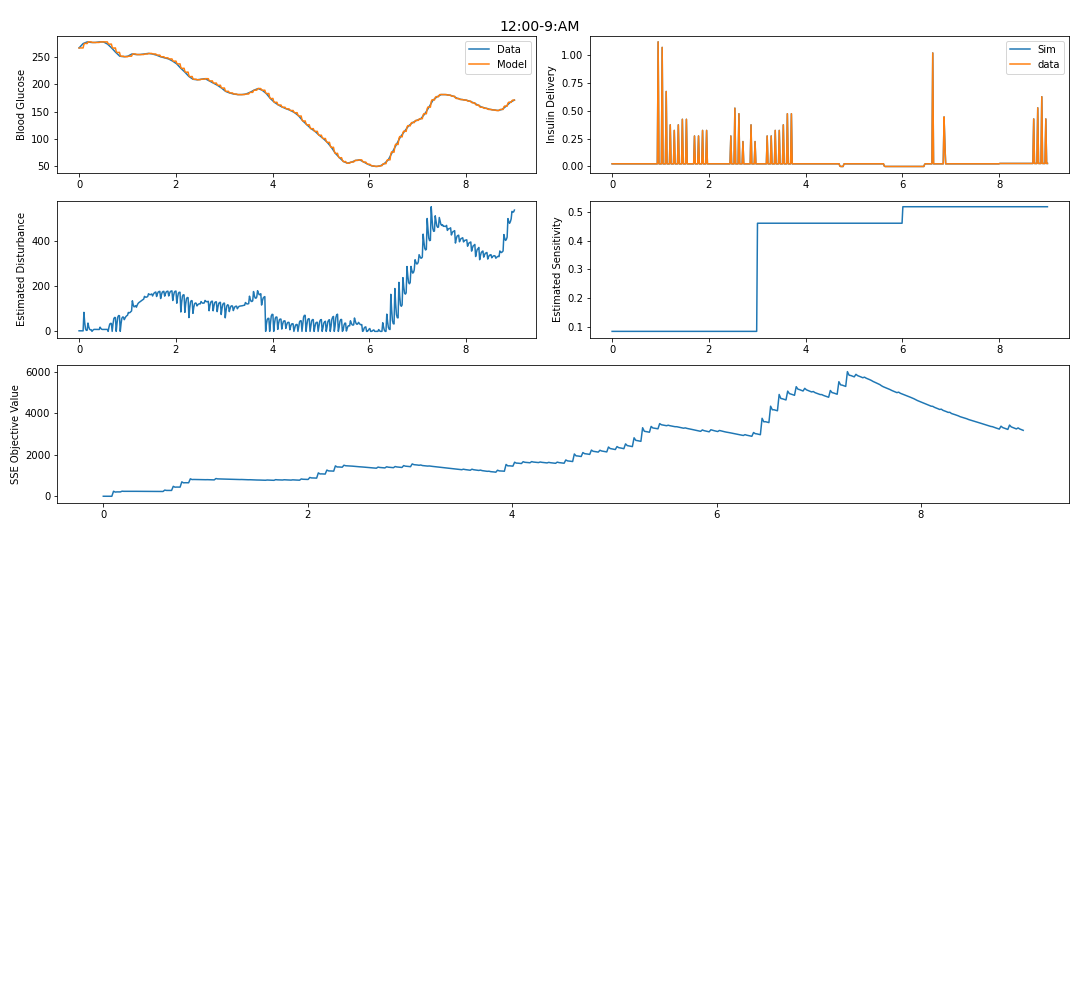 12:00-9:AM
Blood Glucose
250
200
150
100
50
0 2 4 6 8
Data
Model
Insulin Delivery
1.00
0.75
0.50
0.25
0.00
0 2 4 6 8
Sim
data
Estimated Disturbance
400
200
0
0 2 4 6 8
Estimated Sensitivity
0.5
0.4
0.3
0.2
0.1
0 2 4 6 8
SSE Objective Value
6000
4000
2000
0
0 2 4 6 8